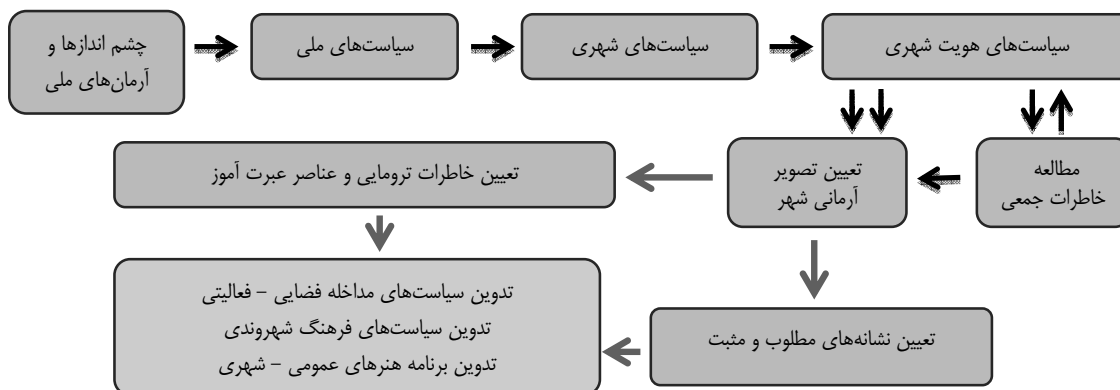 چشم اندازها و
آرمان‌های ملی
سیاست‌های ملی
سیاست‌های شهری
سیاست‌های هویت شهری
مطالعه
خاطرات جمعی
تعیین تصویر
آرمانی شهر
تعیین خاطرات ترومایی و عناصر عبرت آموز
تعیین نشانه‌های مطلوب و مثبت
تدوین سیاست‌های مداخله فضایی – فعالیتی
تدوین سیاست‌های فرهنگ شهروندی
تدوین برنامه هنرهای عمومی – شهری